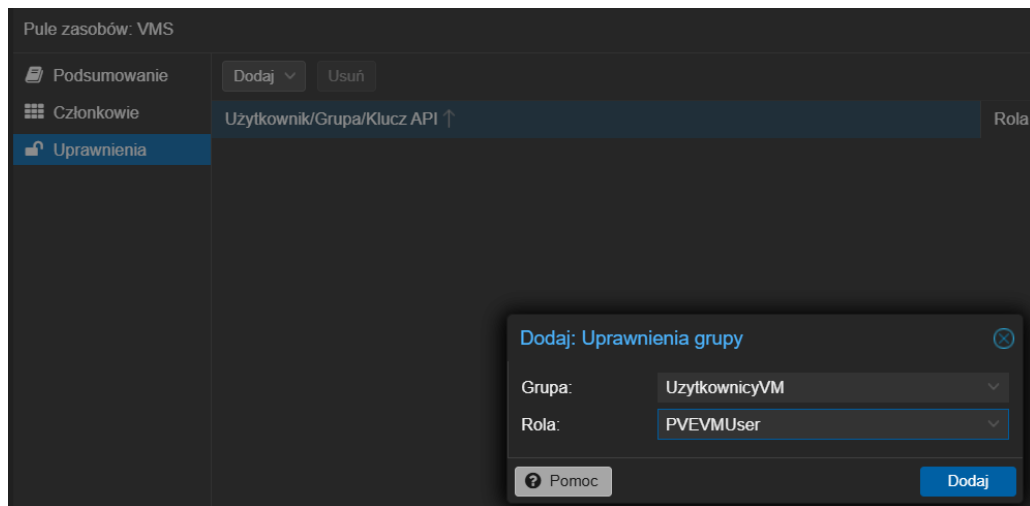 Pule zasobów: VMS
Podsumowanie
Członkowie
Uprawnienia
Dodaj Usuń
Użytkownik/Grupa/Klucz API ↑ Rola
Dodaj: Uprawnienia grupy
Grupa: UzytkownicyVM
Rola: PVEVMUser
Pomoc Dodaj